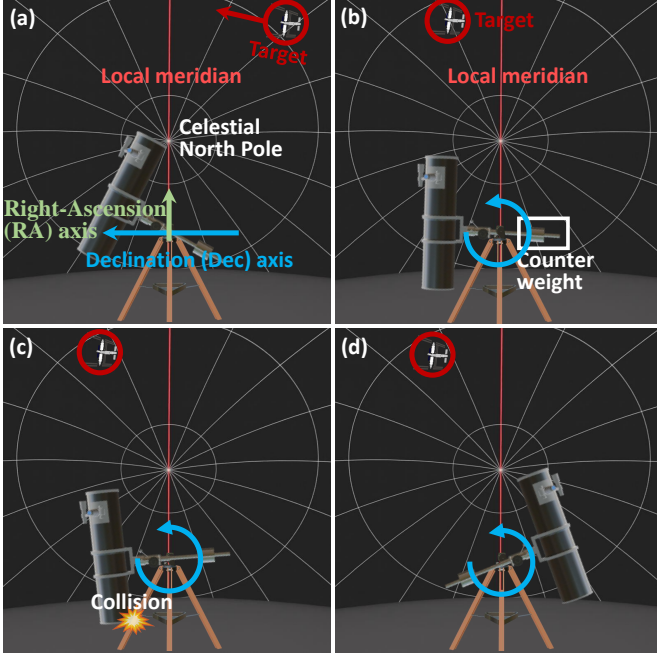 (a)
Target
Local meridian
Celestial
North Pole
Right-Ascension
(RA) axis
Declination (Dec) axis
(b)
Target
Local meridian
Counter
weight
(c)
Collision
(d)